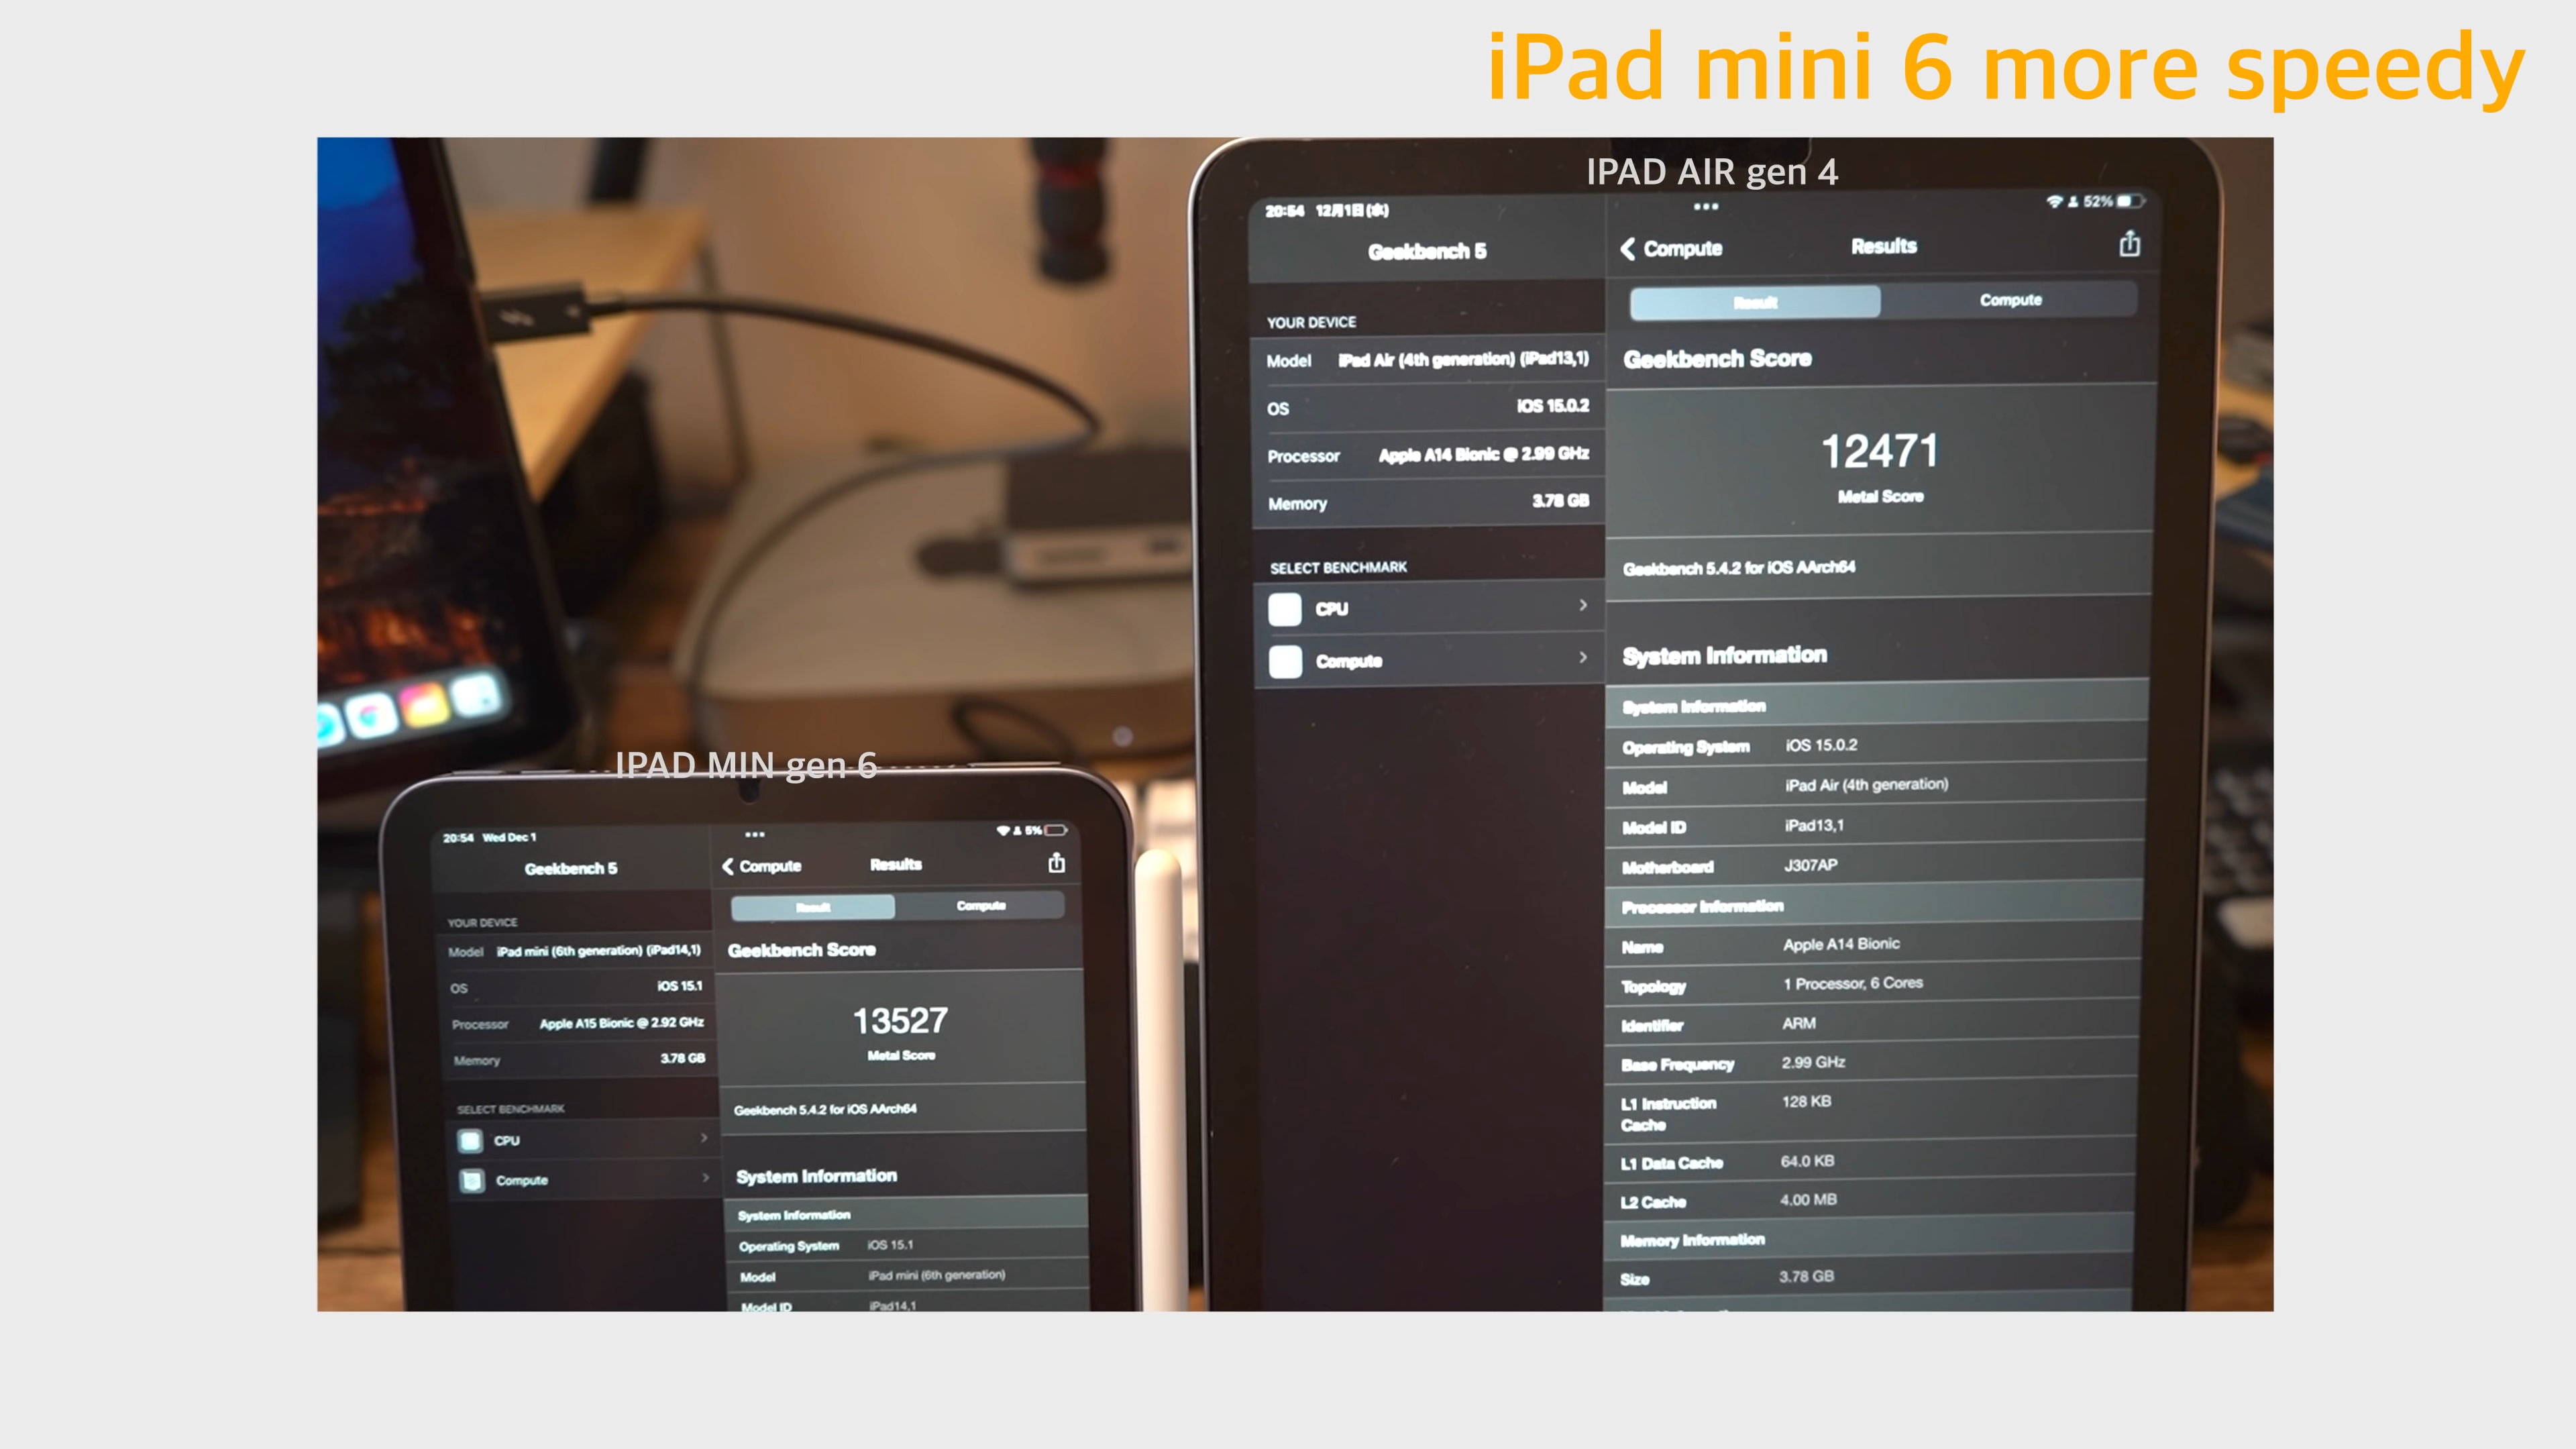 iPad mini 6 more speedy
IPAD AIR gen 4
20:54 12月1日(水)
52%
Geekbench 5
Compute
Results
Result
Compute
YOUR DEVICE
Model iPad Air (4th generation) (iPad13,1)
OS iOS 15.0.2
Processor Apple A14 Bionic @ 2.99 GHz
Memory 3.78 GB
SELECT BENCHMARK
CPU
Compute
Geekbench Score
12471
Metal Score
Geekbench 5.4.2 for iOS AArch64
System Information
System Information
Operating System iOS 15.0.2
Model iPad Air (4th generation)
Model ID iPad13,1
Motherboard J307AP
Processor Information
Name Apple A14 Bionic
Topology 1 Processor, 6 Cores
Identifier ARM
Base Frequency 2.99 GHz
L1 Instruction Cache 128 KB
L1 Data Cache 64.0 KB
L2 Cache 4.00 MB
Memory Information
Size 3.78 GB
IPAD MIN gen 6
20:54 Wed Dec 1
5%
Geekbench 5
Compute
Results
Result
Compute
YOUR DEVICE
Model iPad mini (6th generation) (iPad14,1)
OS iOS 15.1
Processor Apple A15 Bionic @ 2.92 GHz
Memory 3.78 GB
SELECT BENCHMARK
CPU
Compute
Geekbench Score
13527
Metal Score
Geekbench 5.4.2 for iOS AArch64
System Information
System Information
Operating System iOS 15.1
Model iPad mini (6th generation)
Model ID iPad14,1